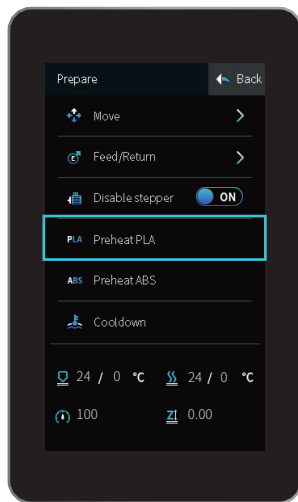 Prepare Back
Move
E Feed/Return
Disable stepper ON
PLA Preheat PLA
ABS Preheat ABS
Cooldown
24 / 0 °C 24 / 0 °C
100 Z 0.00